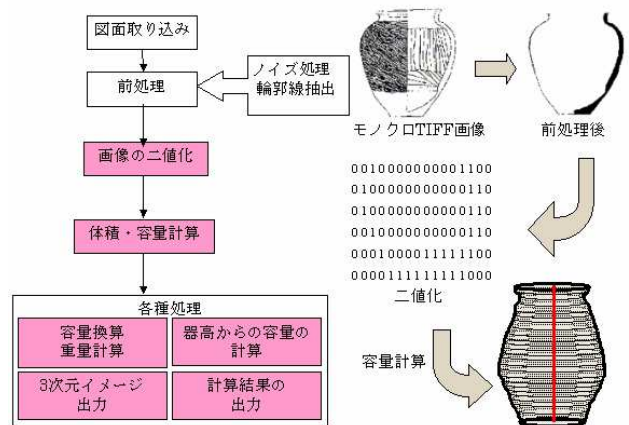 図面取り込み
前処理
ノイズ処理
輪郭線抽出
画像の二値化
体積・容量計算
各種処理
容量換算
重量計算
器高からの容量の
計算
3次元イメージ
出力
計算結果の
出力
モノクロTIFF画像
前処理後
0010000000001100
0100000000000110
0100000000000110
0010000000000110
0001000011111100
0000111111111000
二値化
容量計算